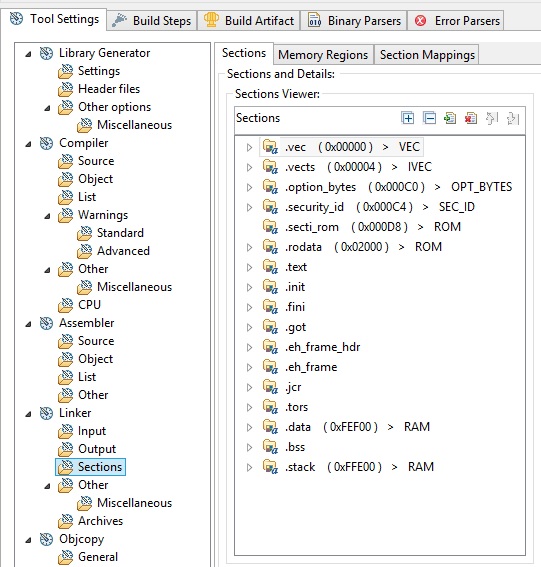 Tool Settings Build Steps Build Artifact Binary Parsers Error Parsers
Library Generator
Settings
Header files
Other options
Miscellaneous
Compiler
Source
Object
List
Warnings
Standard
Advanced
Other
Miscellaneous
CPU
Assembler
Source
Object
List
Other
Linker
Input
Output
Sections
Other
Miscellaneous
Archives
Objcopy
General
Sections Memory Regions Section Mappings
Sections and Details:
Sections Viewer:
Sections
.vec ( 0x00000 ) > VEC
.vects ( 0x00004 ) > IVEC
.option_bytes ( 0x000C0 ) > OPT_BYTES
.security_id ( 0x000C4 ) > SEC_ID
.secti_rom ( 0x000D8 ) > ROM
.rodata ( 0x02000 ) > ROM
.text
.init
.fini
.got
.eh_frame_hdr
.eh_frame
.jcr
.tors
.data ( 0xFEF00 ) > RAM
.bss
.stack ( 0xFFE00 ) > RAM